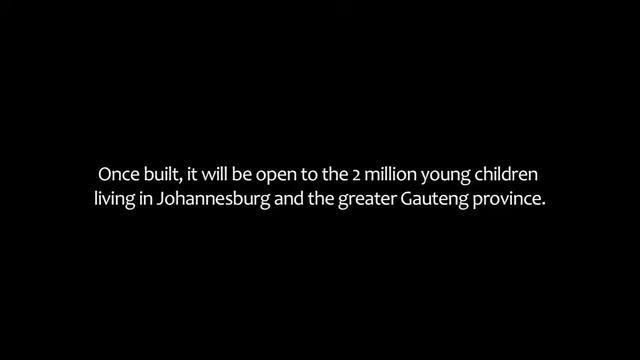 Once built, it will be open to the 2 million young children
living in Johannesburg and the greater Gauteng province.